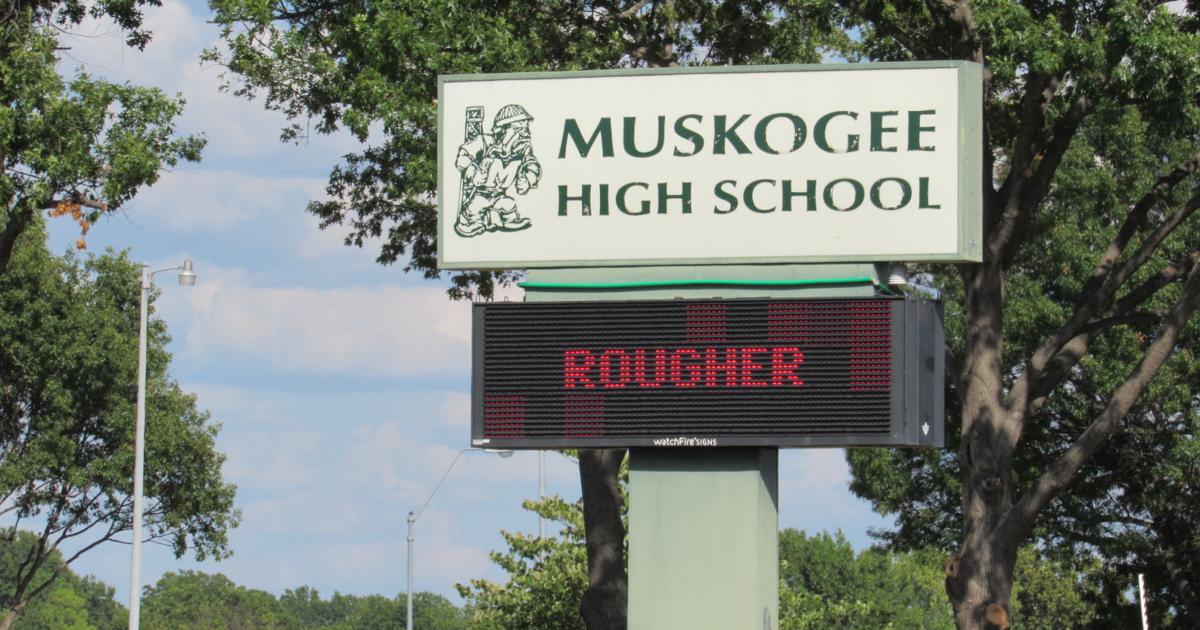 M
MUSKOGEE
HIGH SCHOOL
ROUGHER
watchFire SIGNS